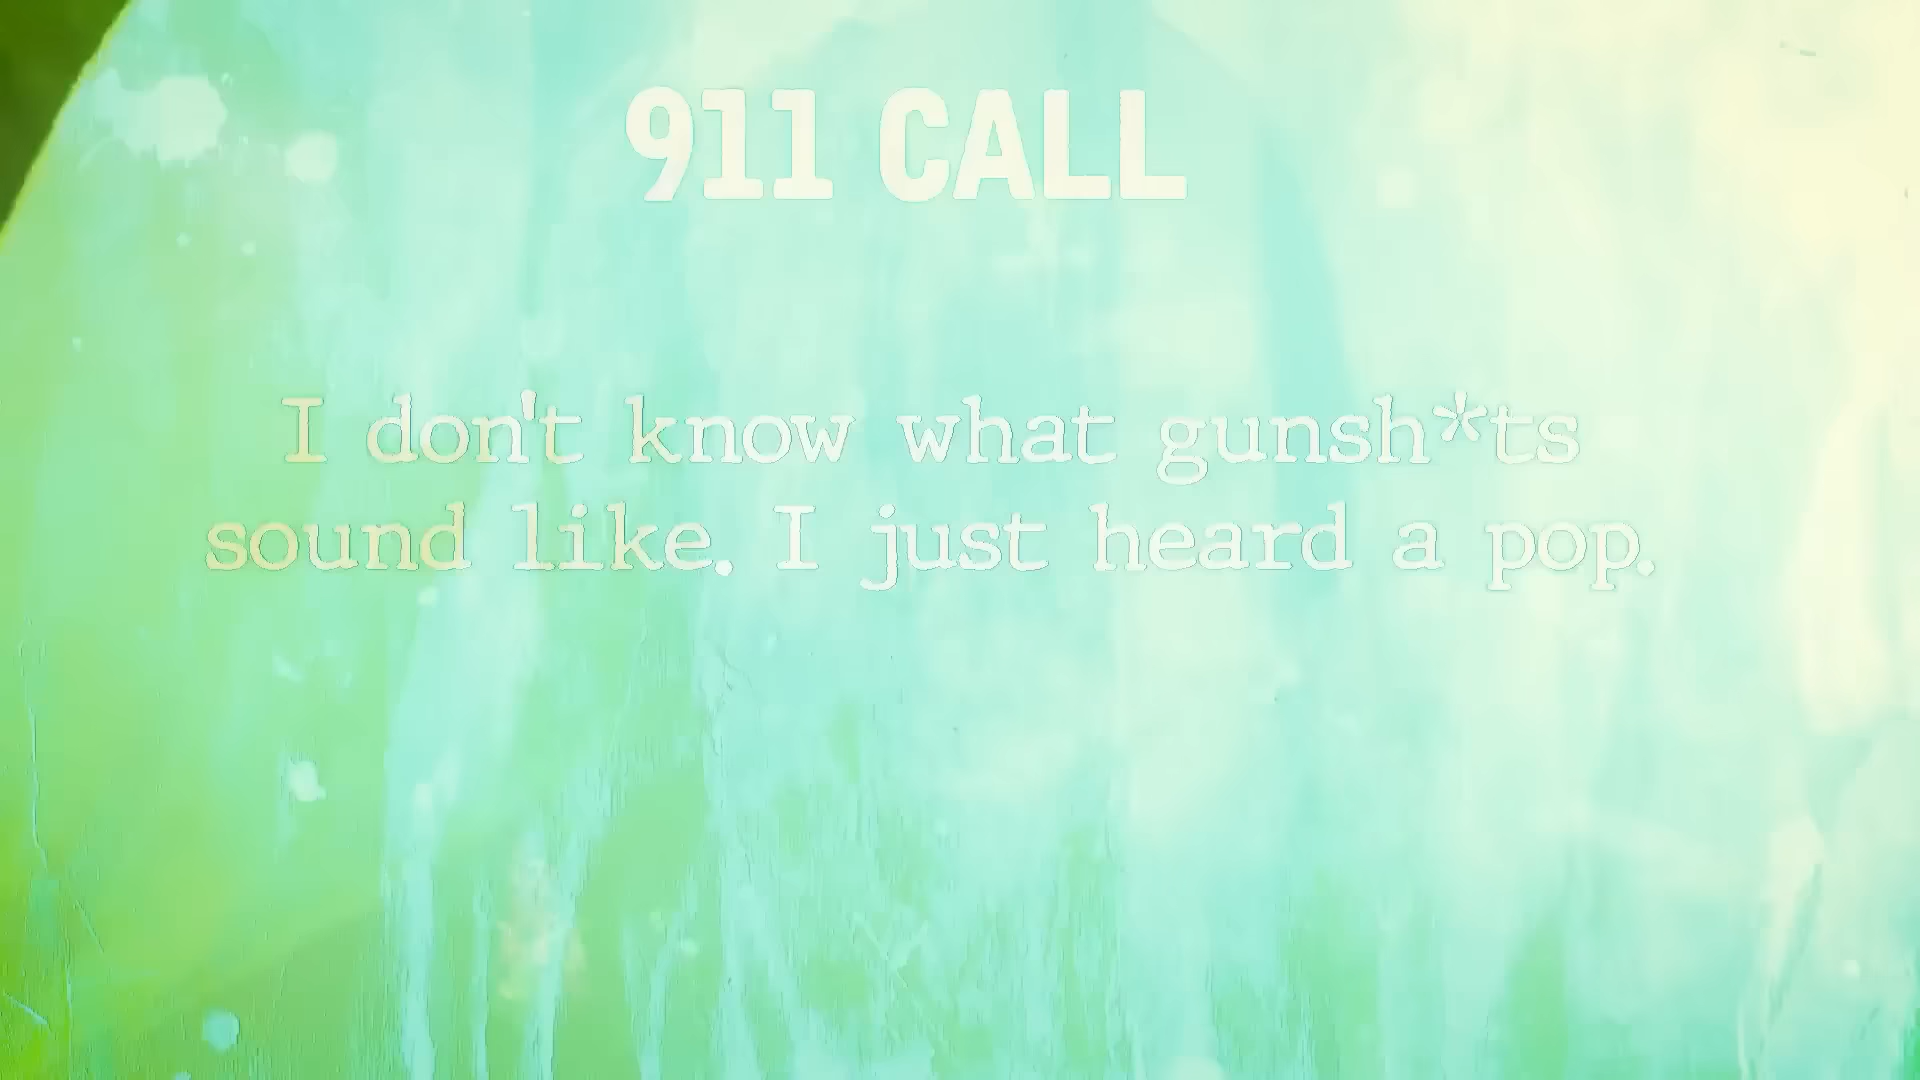 911 CALL
I don't know what gunsh*ts
sound like. I just heard a pop.